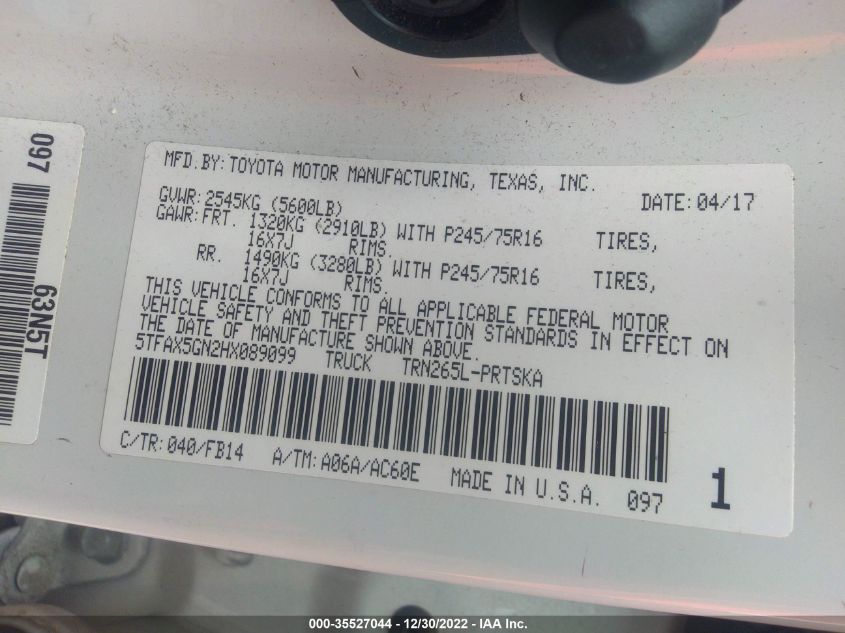 097
63N5T
MFD.BY:TOYOTA MOTOR MANUFACTURING, TEXAS, INC.
DATE:04/17
GVWR:2545KG (5600LB)
GAWR:FRT. 1320KG (2910LB) WITH P245/75R16 TIRES,
16X7J RIMS.
RR. 1490KG (3280LB) WITH P245/75R16 TIRES,
16X7J RIMS.
THIS VEHICLE CONFORMS TO ALL APPLICABLE FEDERAL MOTOR
VEHICLE SAFETY AND THEFT PREVENTION STANDARDS IN EFFECT ON
THE DATE OF MANUFACTURE SHOWN ABOVE.
5TFAX5GN2HX089099 TRUCK TRN265L-PRTSKA
C/TR:040/FB14 A/TM:A06A/AC60E MADE IN U.S.A. 097 1
000-35527044 - 12/30/2022 - IAA Inc.